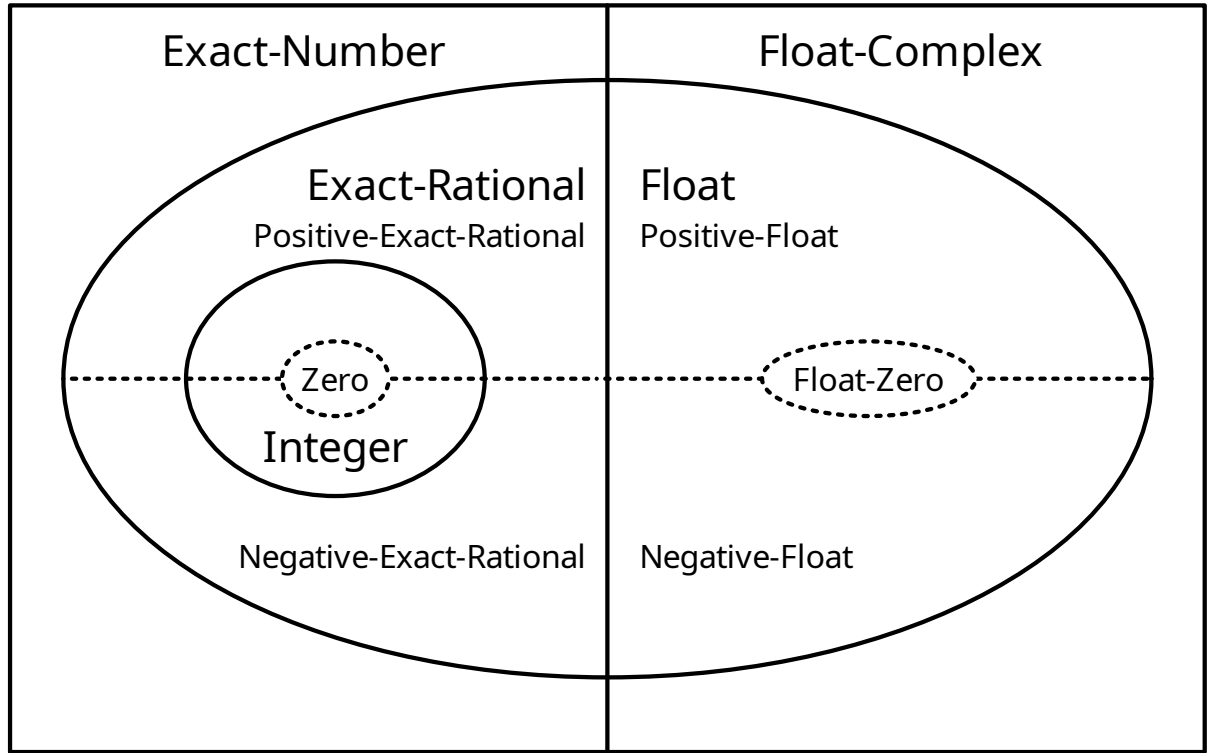 Exact-Number
Float-Complex
Exact-Rational
Float
Positive-Exact-Rational
Positive-Float
Zero
Float-Zero
Integer
Negative-Exact-Rational
Negative-Float